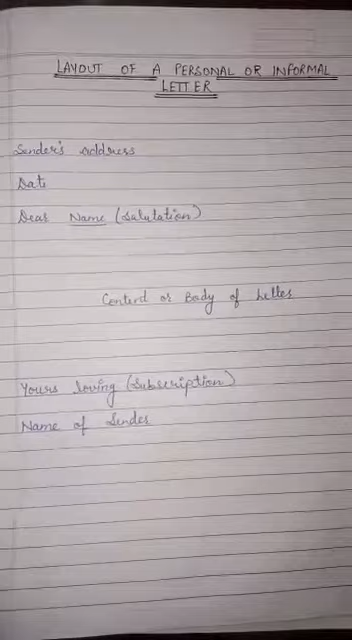 LAYOUT OF A PERSONAL OR INFORMAL
LETTER
Sender's address
Date
Dear Name (Salutation)
Contend or Body of Letter
Yours loving (Subscription)
Name of Sender